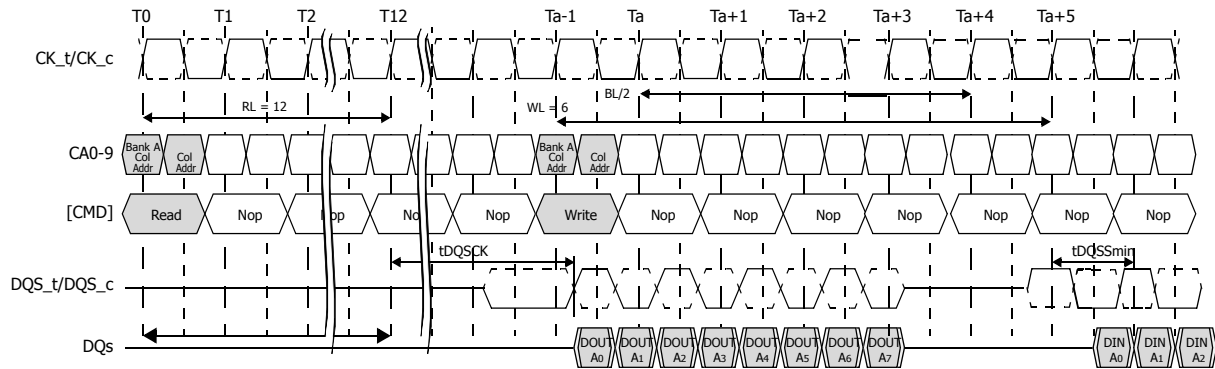 T0 T1 T2 T12 Ta-1 Ta Ta+1 Ta+2 Ta+3 Ta+4 Ta+5
CK_t/CK_c
RL = 12 WL = 6 BL/2
CA0-9 Bank A Col Addr Col Addr Bank A Col Addr Col Addr
[CMD] Read Nop Nop Nop Nop Write Nop Nop Nop Nop Nop Nop Nop
tDQSCK tDQSSmin
DQS_t/DQS_c
DQs DOUT A0 DOUT A1 DOUT A2 DOUT A3 DOUT A4 DOUT A5 DOUT A6 DOUT A7 DIN A0 DIN A1 DIN A2